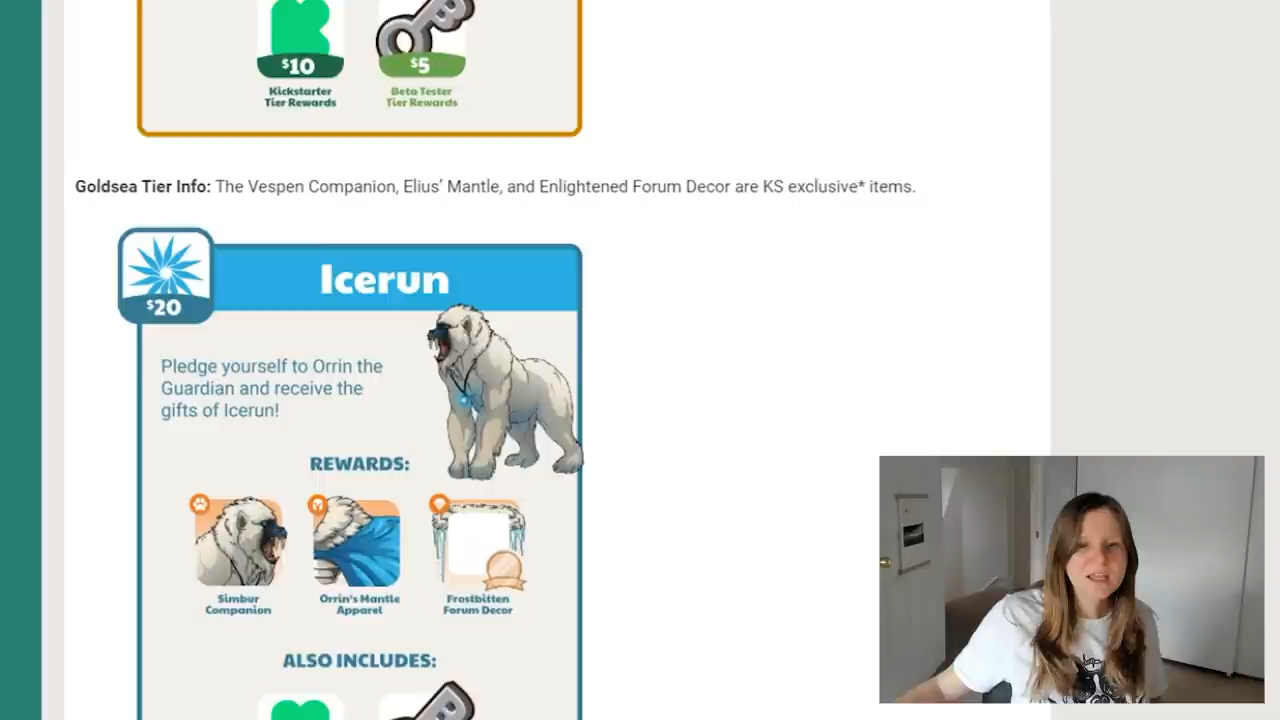 $10
$5
Kickstarter
Tier Rewards
Beta Tester
Tier Rewards
Goldsea Tier Info: The Vespen Companion, Elius' Mantle, and Enlightened Forum Decor are KS exclusive* items.
$20
Icerun
Pledge yourself to Orrin the
Guardian and receive the
gifts of Icerun!
REWARDS:
Simbur
Companion
Orrin's Mantle
Apparel
Frostbitten
Forum Decor
ALSO INCLUDES: